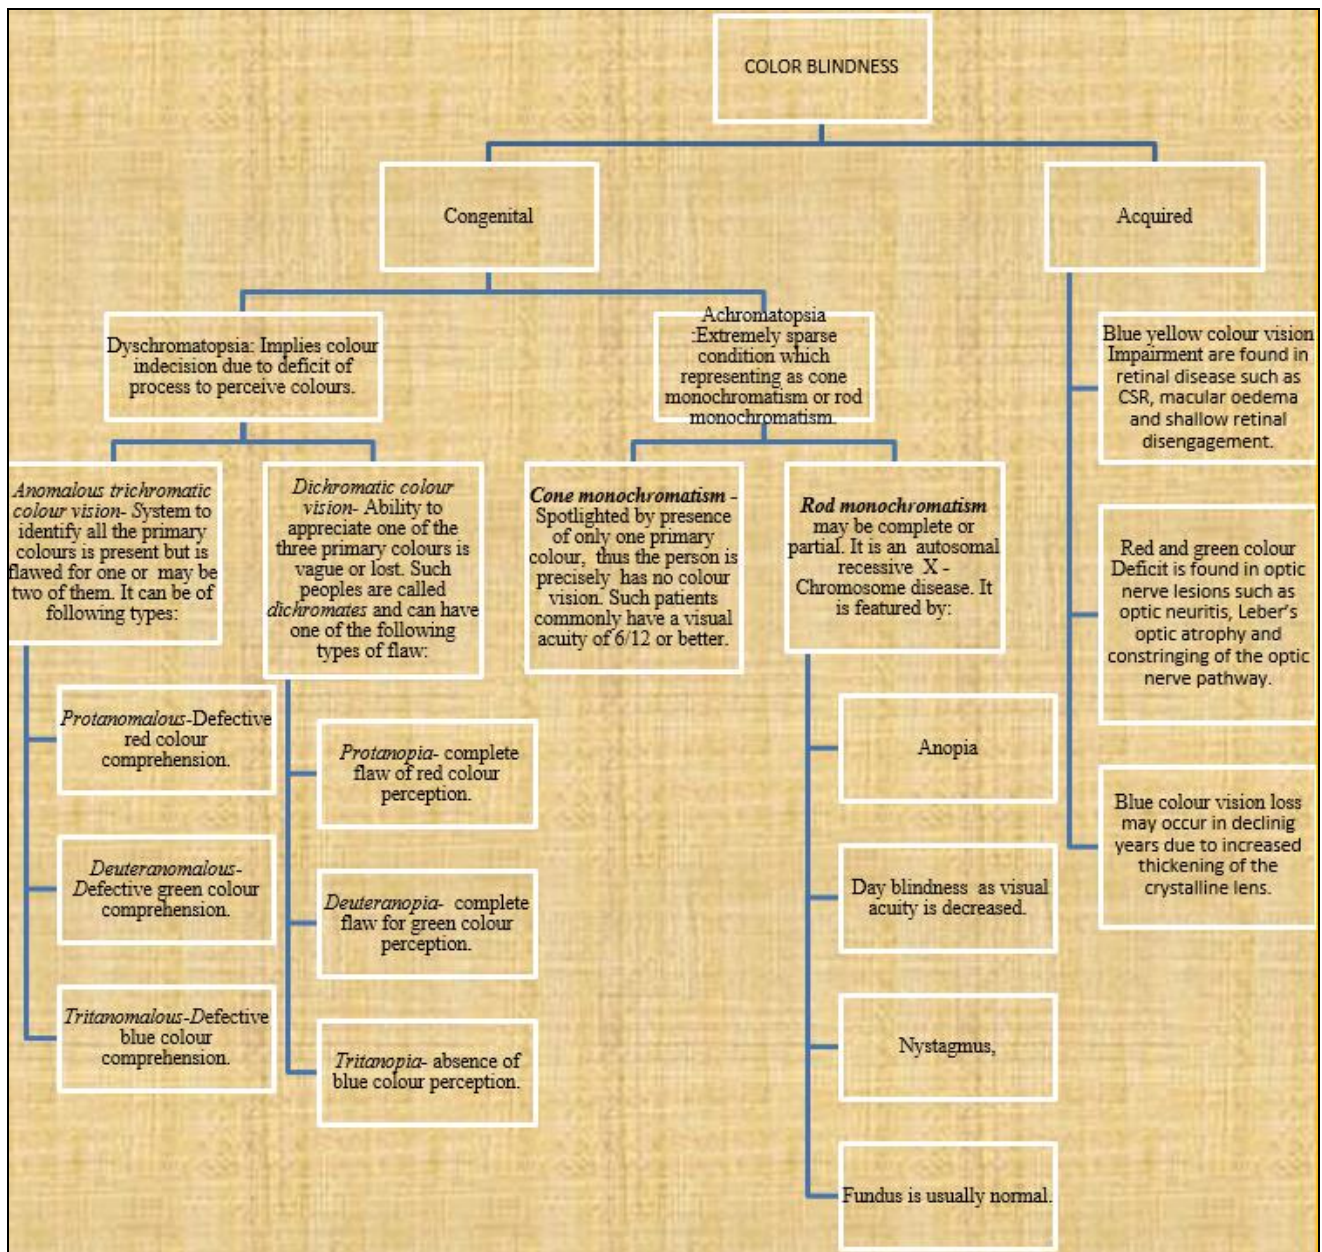 COLOR BLINDNESS
Congenital
Acquired
Dyschromatopsia: Implies colour
indecision due to deficit of
process to perceive colours.
Achromatopsia
:Extremely sparse
condition which
representing as cone
monochromatism or rod
monochromatism.
Anomalous trichromatic
colour vision- System to
identify all the primary
colours is present but is
flawed for one or may be
two of them. It can be of
following types:
Protanomalous-Defective
red colour
comprehension.
Deuteranomalous-
Defective green colour
comprehension.
Tritanomalous-Defective
blue colour
comprehension.
Dichromatic colour
vision- Ability to
appreciate one of the
three primary colours is
vague or lost. Such
peoples are called
dichromates and can have
one of the following
types of flaw:
Protanopia- complete
flaw of red colour
perception.
Deuteranopia- complete
flaw for green colour
perception.
Tritanopia- absence of
blue colour perception.
Cone monochromatism -
Spotlighted by presence
of only one primary
colour, thus the person is
precisely has no colour
vision. Such patients
commonly have a visual
acuity of 6/12 or better.
Rod monochromatism
may be complete or
partial. It is an autosomal
recessive X -
Chromosome disease. It
is featured by:
Anopia
Day blindness as visual
acuity is decreased.
Nystagmus,
Fundus is usually normal.
Blue yellow colour vision
Impairment are found in
retinal disease such as
CSR, macular oedema
and shallow retinal
disengagement.
Red and green colour
Deficit is found in optic
nerve lesions such as
optic neuritis, Leber's
optic atrophy and
constringing of the optic
nerve pathway.
Blue colour vision loss
may occur in declinig
years due to increased
thickening of the
crystalline lens.